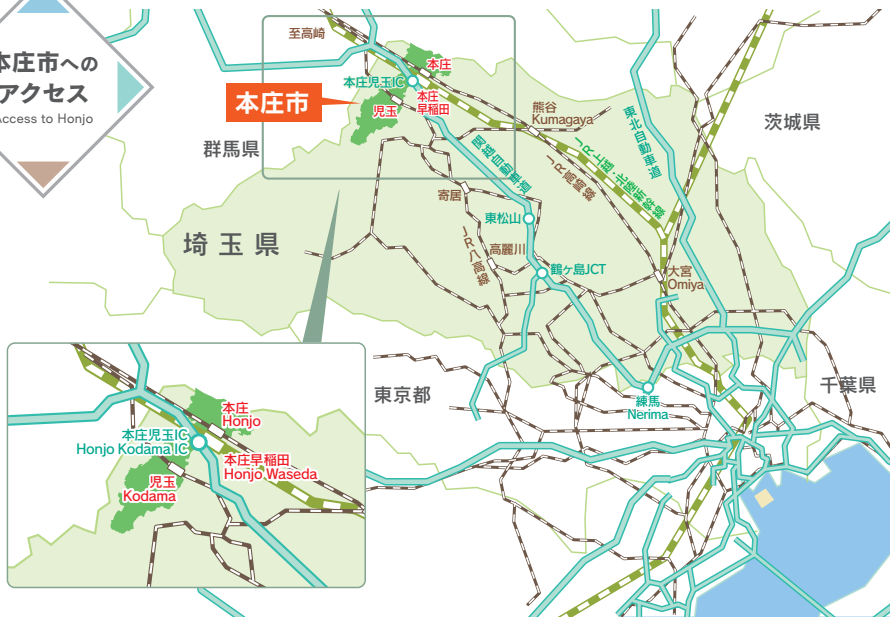 本庄市への
アクセス
Access to Honjo
至高崎
本庄
本庄児玉IC
本庄市
本庄
早稲田
児玉
熊谷
Kumagaya
群馬県
茨城県
東北自動車道
JR上越・北陸新幹線
JR高崎線
関越自動車道
寄居
東松山
埼玉県
JR八高線
高麗川
鶴ヶ島JCT
大宮
Omiya
東京都
千葉県
練馬
Nerima
本庄
Honjo
本庄児玉IC
Honjo Kodama IC
本庄早稲田
Honjo Waseda
児玉
Kodama